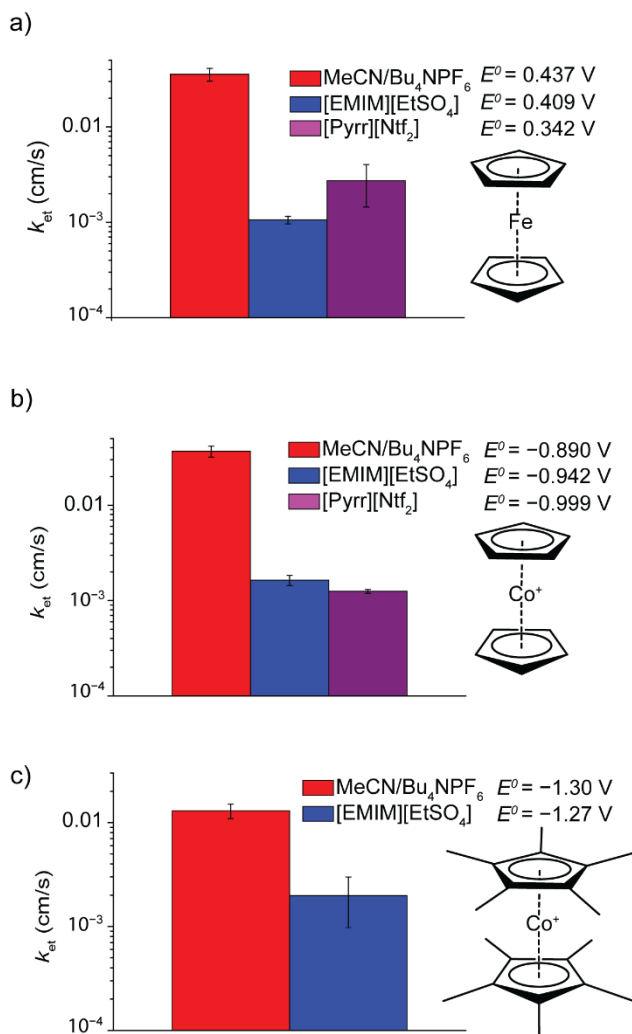 a)
MeCN/Bu₄NPF₆ E⁰ = 0.437 V
[EMIM][EtSO₄] E⁰ = 0.409 V
[Pyrr][Ntf₂] E⁰ = 0.342 V
0.01
10⁻³
10⁻⁴
kₑₜ (cm/s)
Fe
b)
MeCN/Bu₄NPF₆ E⁰ = −0.890 V
[EMIM][EtSO₄] E⁰ = −0.942 V
[Pyrr][Ntf₂] E⁰ = −0.999 V
0.01
10⁻³
10⁻⁴
kₑₜ (cm/s)
Co⁺
c)
MeCN/Bu₄NPF₆ E⁰ = −1.30 V
[EMIM][EtSO₄] E⁰ = −1.27 V
0.01
10⁻³
10⁻⁴
kₑₜ (cm/s)
Co⁺